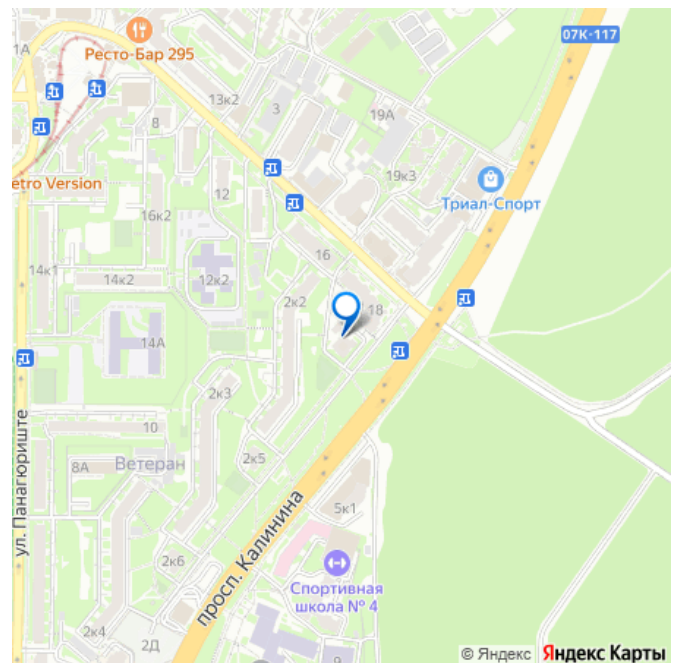 1А
Ресто-Бар 295
07К-117
13к2
3
19А
8
19к3
etro Version
Триал-Спорт
12
16к2
16
14к1
14к2
12к2
2к2
18
14А
2к3
ул. Панагюриште
10
Ветеран
8А
2к5
5к1
просп. Калинина
2к6
Спортивная
школа № 4
2к4
2Д
9
© Яндекс Яндекс Карты